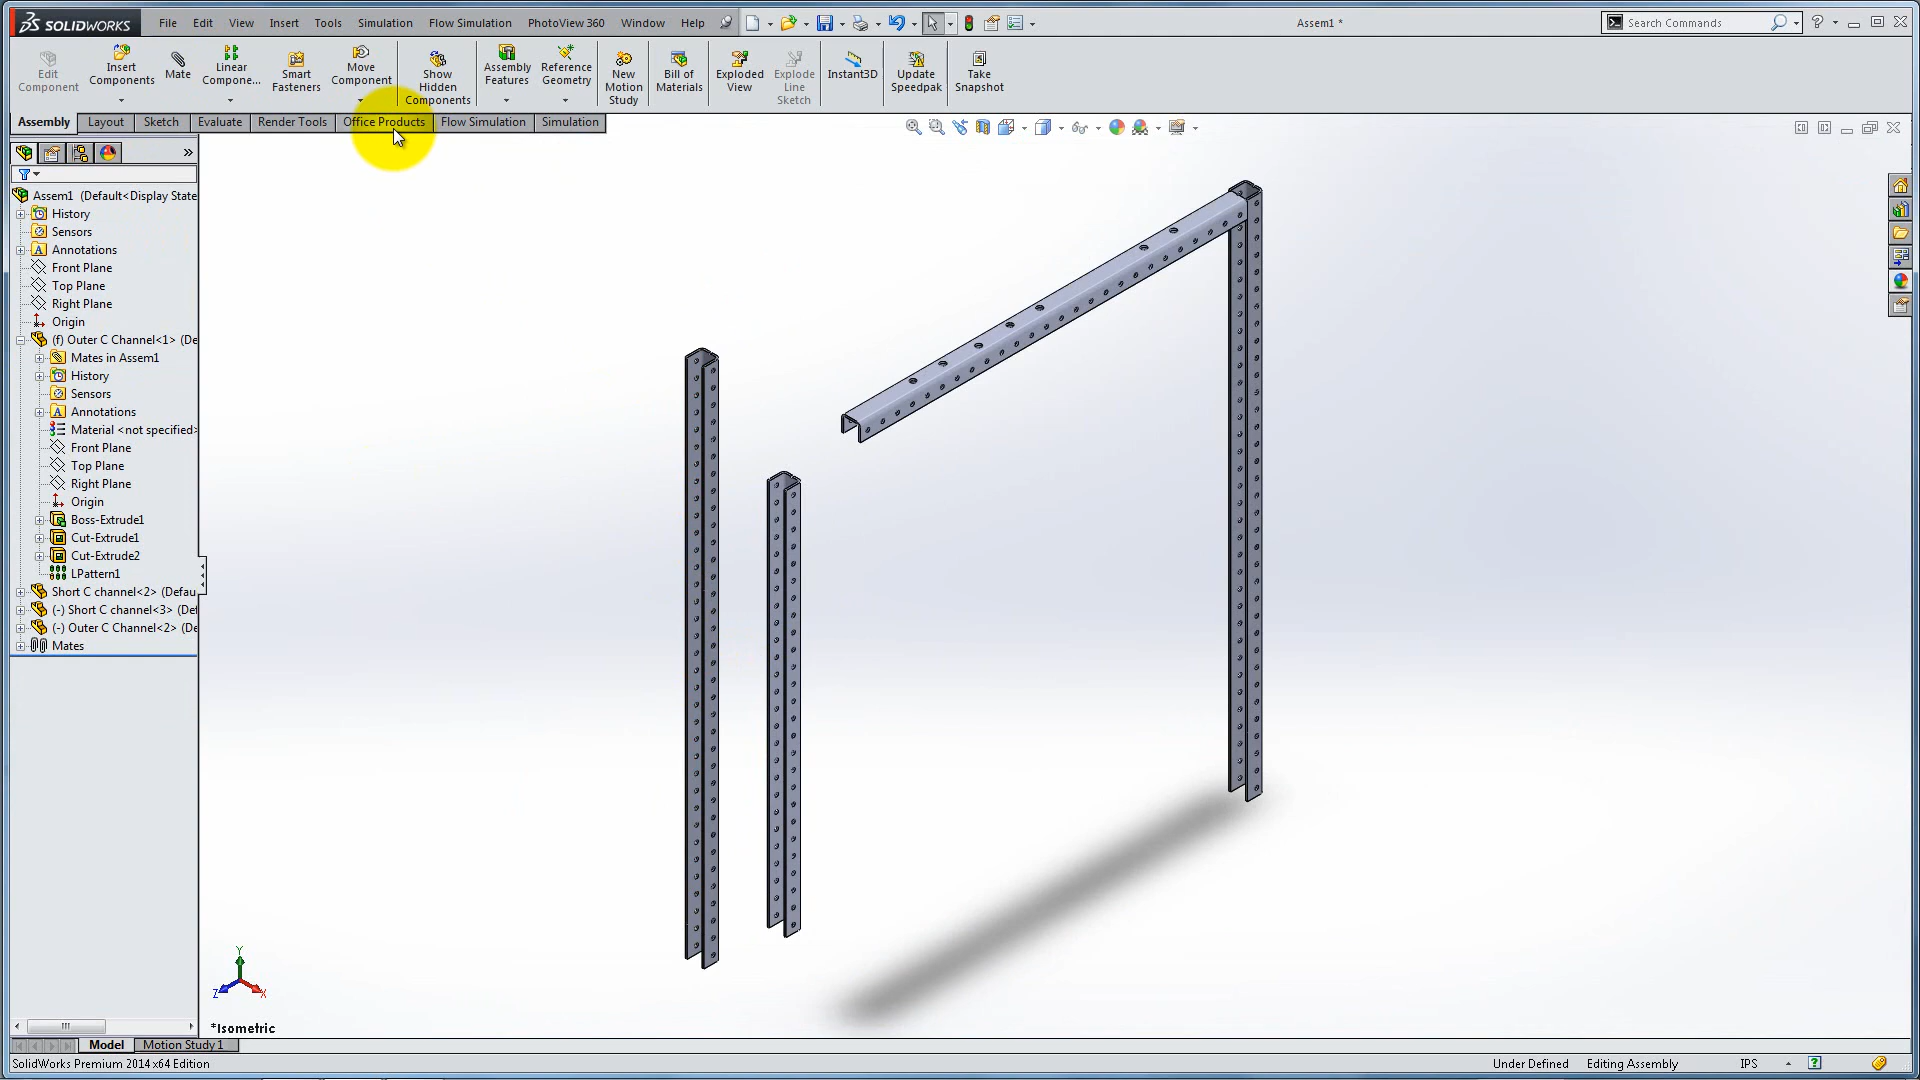 SOLIDWORKS File Edit View Insert Tools Simulation Flow Simulation PhotoView 360 Window Help Assem1 * Search Commands
Edit Component
Insert Components
Mate
Linear Compone...
Smart Fasteners
Move Component
Show Hidden Components
Assembly Features
Reference Geometry
New Motion Study
Bill of Materials
Exploded View
Explode Line Sketch
Instant3D
Update Speedpak
Take Snapshot
Assembly Layout Sketch Evaluate Render Tools Office Products Flow Simulation Simulation
Assem1 (Default<Display State
History
Sensors
Annotations
Front Plane
Top Plane
Right Plane
Origin
(f) Outer C Channel<1> (De
Mates in Assem1
History
Sensors
Annotations
Material <not specified>
Front Plane
Top Plane
Right Plane
Origin
Boss-Extrude1
Cut-Extrude1
Cut-Extrude2
LPattern1
Short C channel<2> (Defau
(-) Short C channel<3> (Def
(-) Outer C Channel<2> (De
Mates
Y
Z X
*Isometric
Model Motion Study 1
SolidWorks Premium 2014 x64 Edition Under Defined Editing Assembly IPS